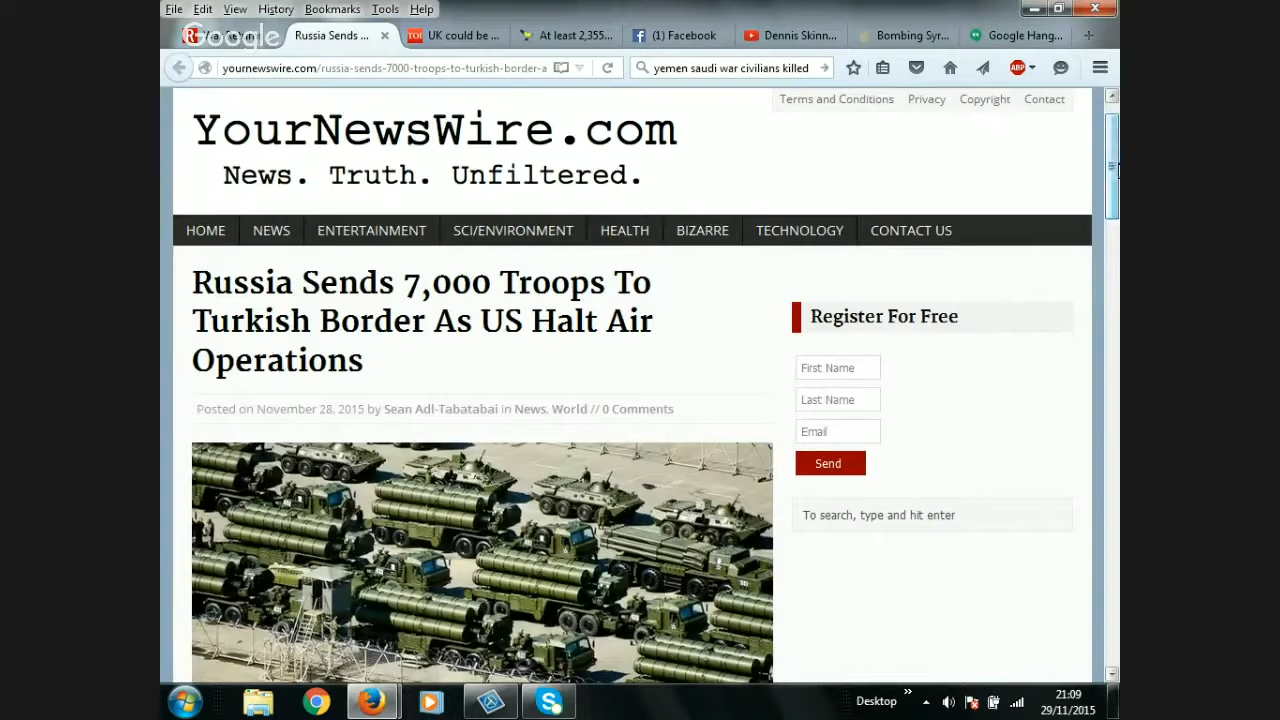 File Edit View History Bookmarks Tools Help
Google
Russia Sends ...
UK could be ...
At least 2,355...
(1) Facebook
Dennis Skinn...
Bombing Syr...
Google Hang...
yournewswire.com/russia-sends-7000-troops-to-turkish-border-a
yemen saudi war civilians killed
ABP
Terms and Conditions Privacy Copyright Contact
YourNewsWire.com
News. Truth. Unfiltered.
HOME NEWS ENTERTAINMENT SCI/ENVIRONMENT HEALTH BIZARRE TECHNOLOGY CONTACT US
Russia Sends 7,000 Troops To
Turkish Border As US Halt Air
Operations
Posted on November 28, 2015 by Sean Adl-Tabatabai in News, World // 0 Comments
Register For Free
First Name
Last Name
Email
Send
To search, type and hit enter
Desktop
21:09
29/11/2015